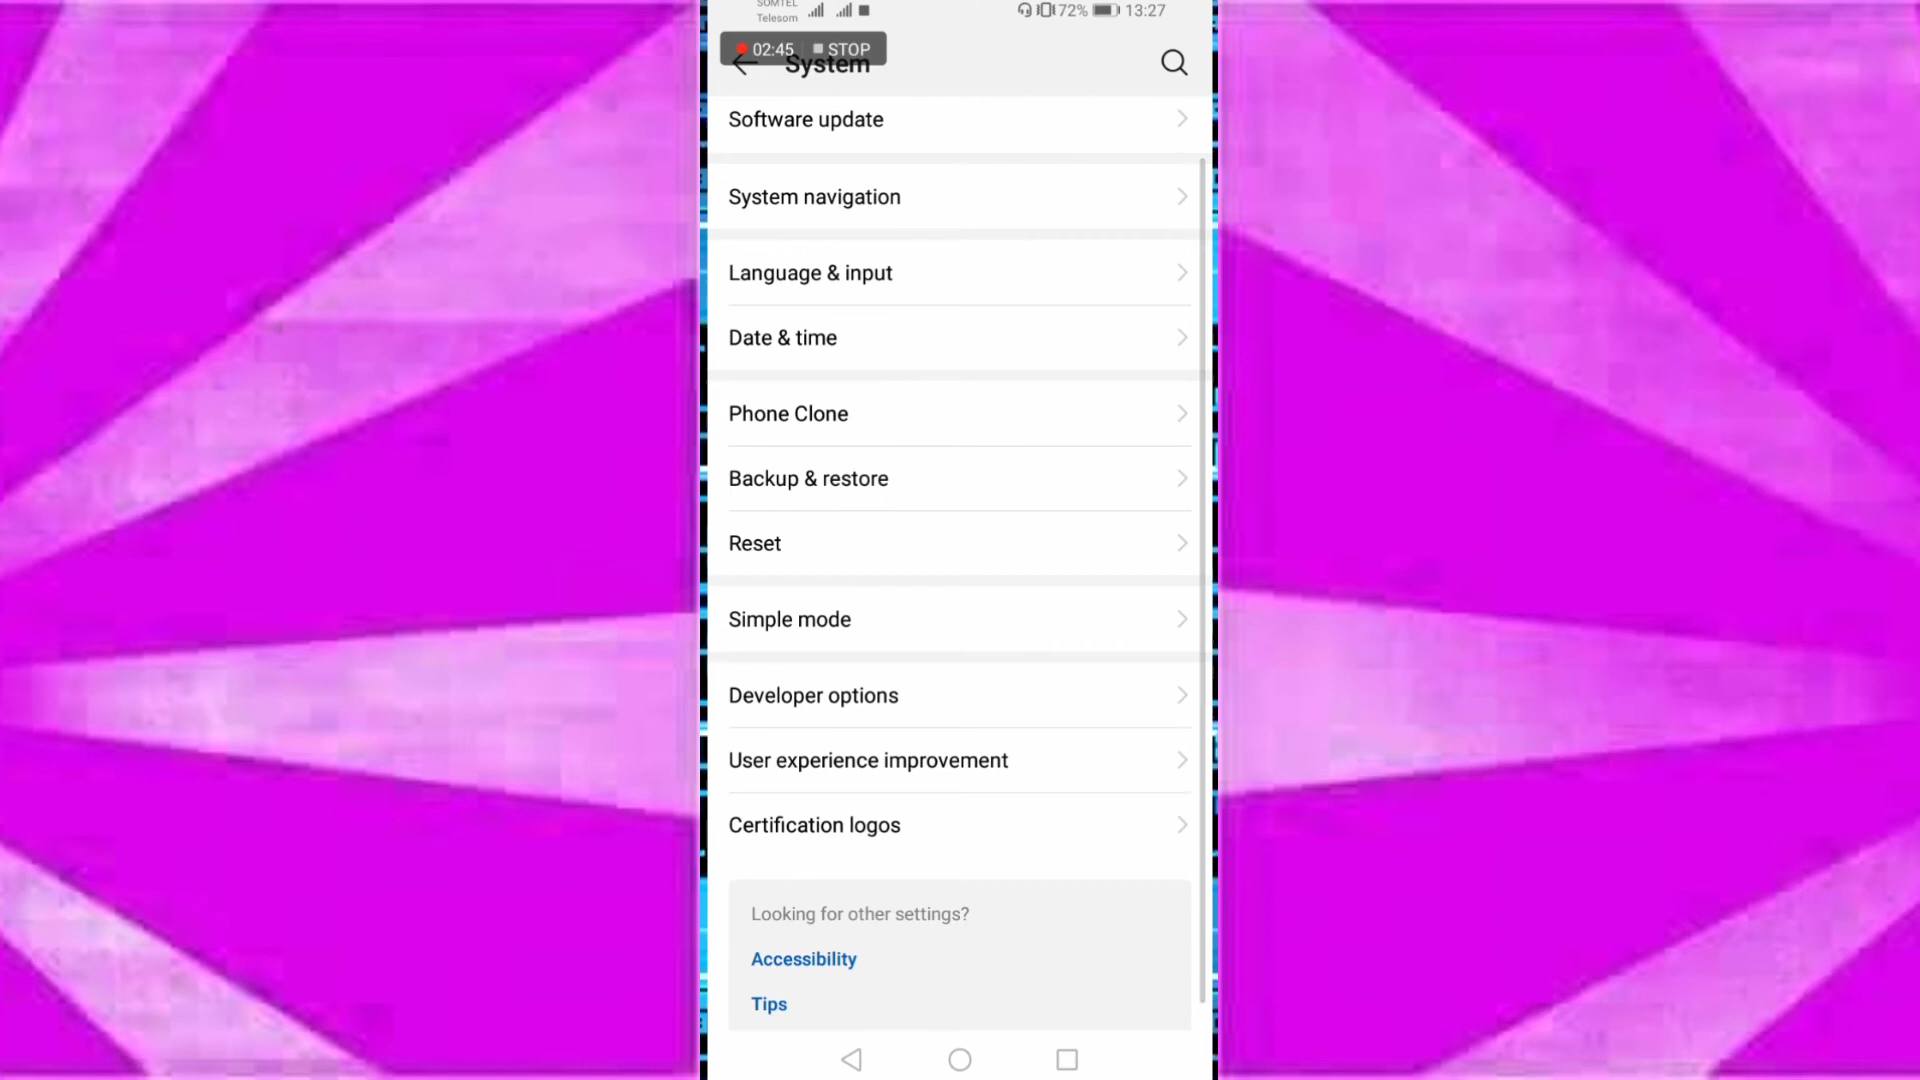 SOMTEL
Telesom
72% 13:27
02:45 STOP
System
Software update
System navigation
Language & input
Date & time
Phone Clone
Backup & restore
Reset
Simple mode
Developer options
User experience improvement
Certification logos
Looking for other settings?
Accessibility
Tips